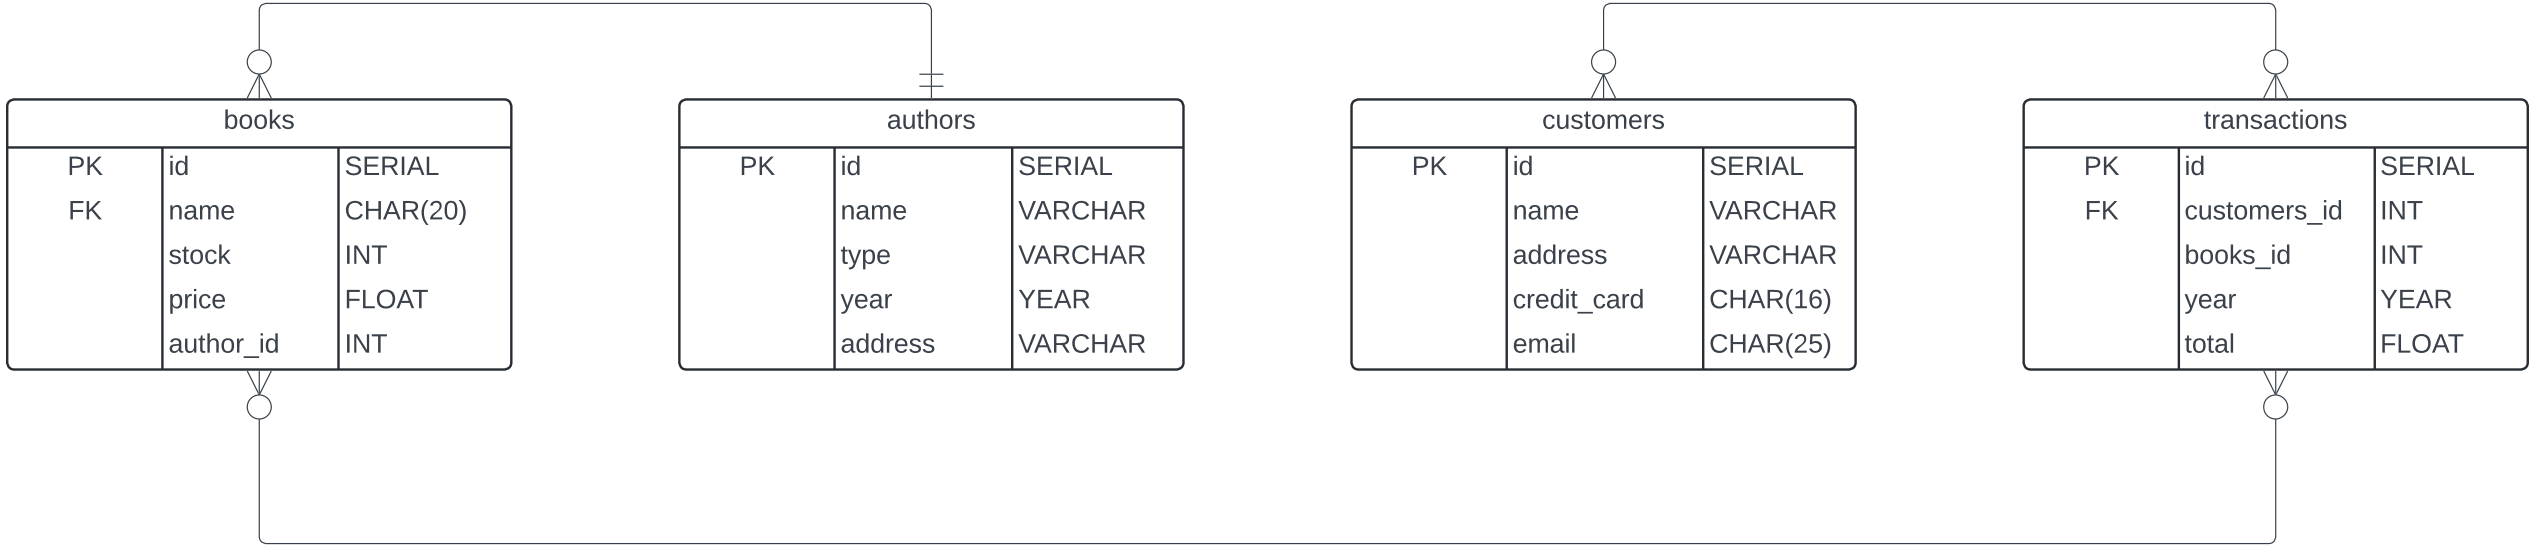 books
PK id SERIAL
FK name CHAR(20)
stock INT
price FLOAT
author_id INT
authors
PK id SERIAL
name VARCHAR
type VARCHAR
year YEAR
address VARCHAR
customers
PK id SERIAL
name VARCHAR
address VARCHAR
credit_card CHAR(16)
email CHAR(25)
transactions
PK id SERIAL
FK customers_id INT
books_id INT
year YEAR
total FLOAT